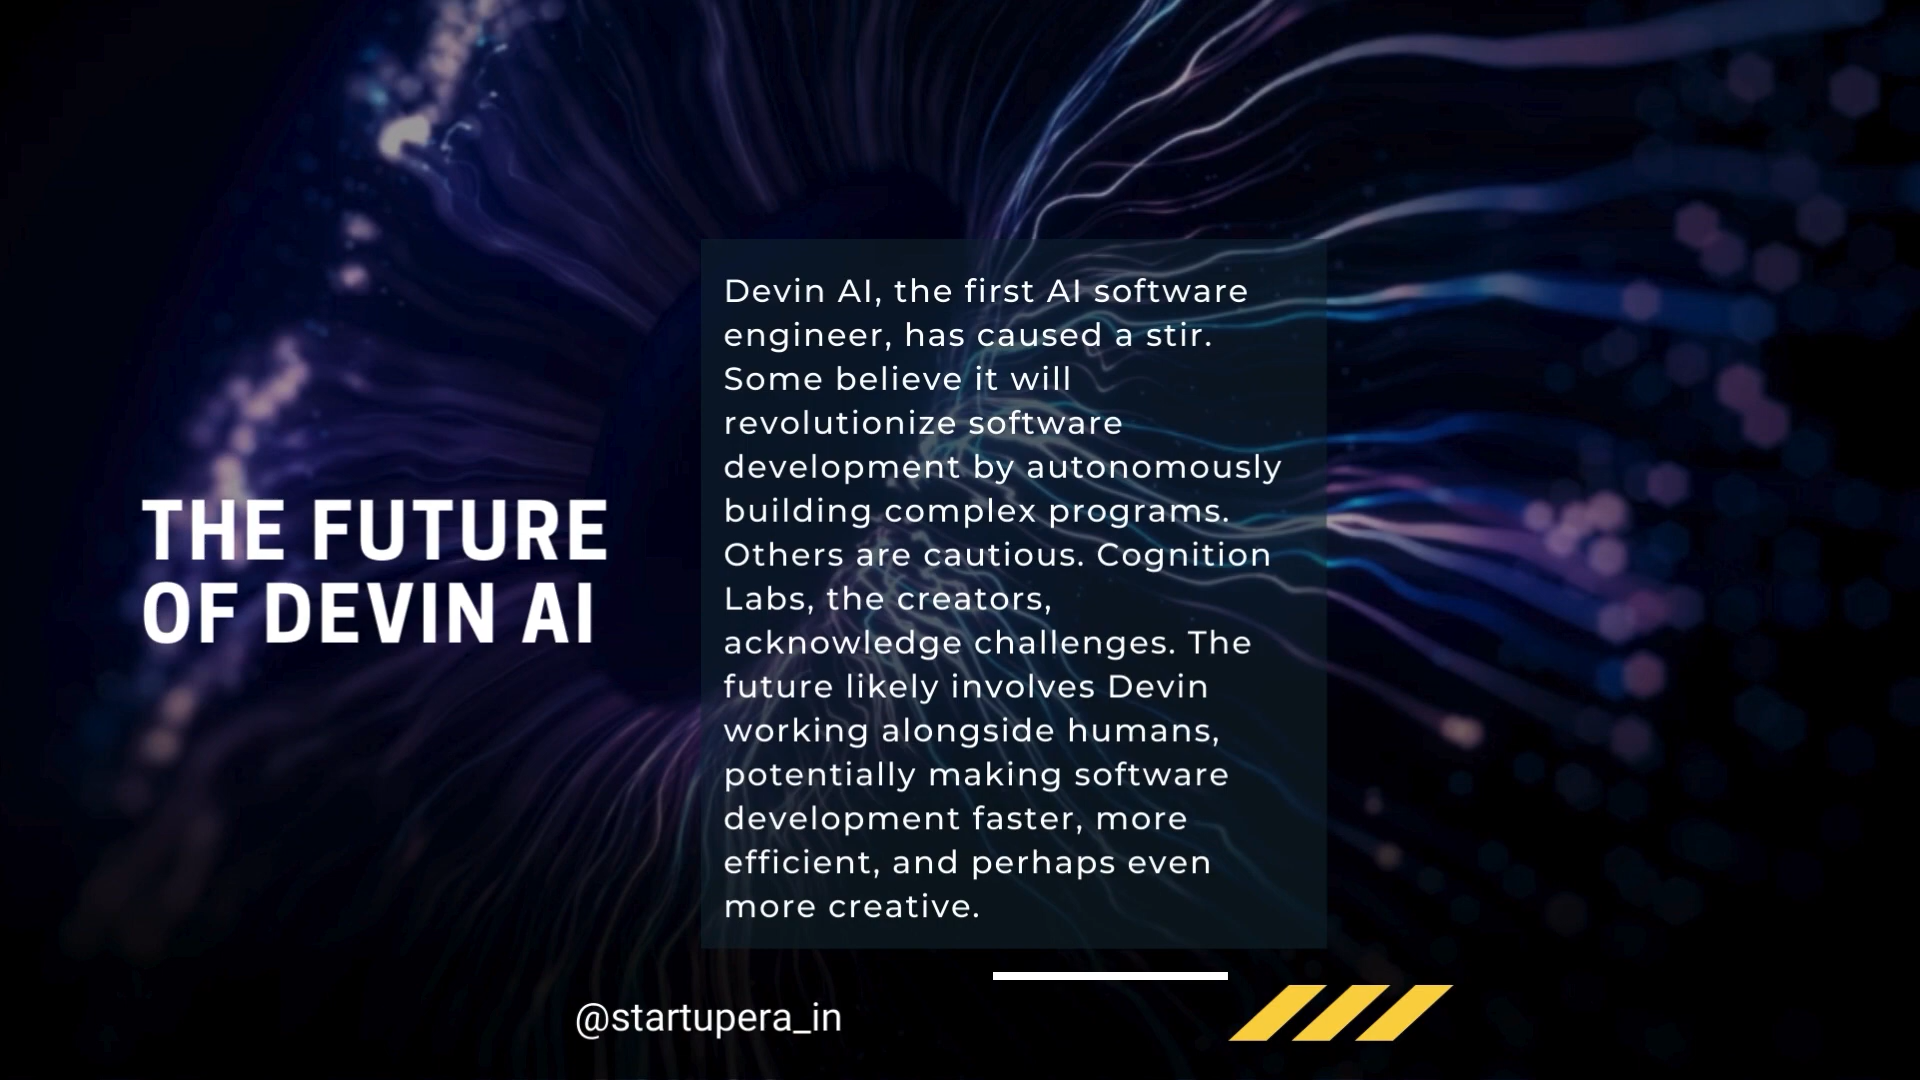 THE FUTURE
OF DEVIN AI
Devin AI, the first AI software
engineer, has caused a stir.
Some believe it will
revolutionize software
development by autonomously
building complex programs.
Others are cautious. Cognition
Labs, the creators,
acknowledge challenges. The
future likely involves Devin
working alongside humans,
potentially making software
development faster, more
efficient, and perhaps even
more creative.
@startupera_in